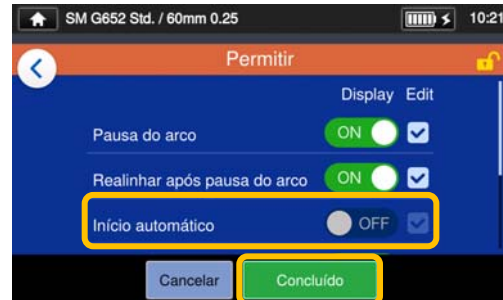 SM G652 Std. / 60mm 0.25 10:21
Permitir
Display Edit
Pausa do arco ON
Realinhar após pausa do arco ON
Início automático OFF
Cancelar Concluído